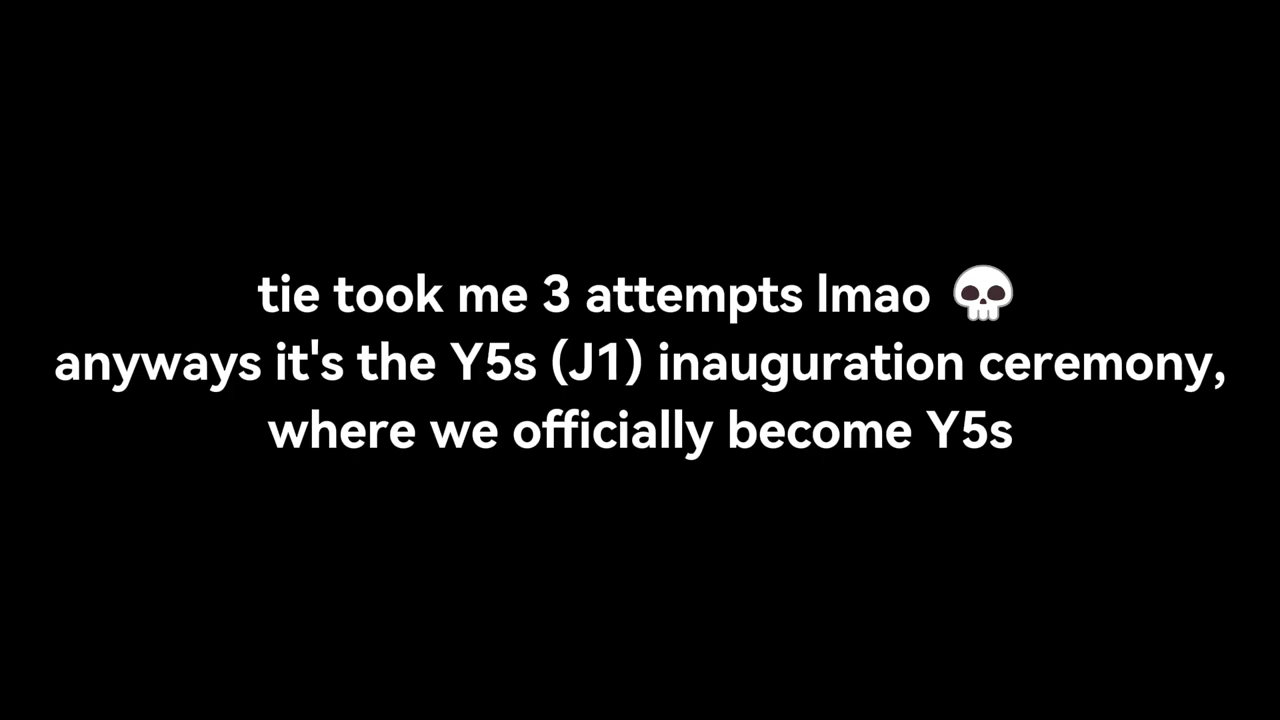 tie took me 3 attempts lmao 💀
anyways it's the Y5s (J1) inauguration ceremony,
where we officially become Y5s